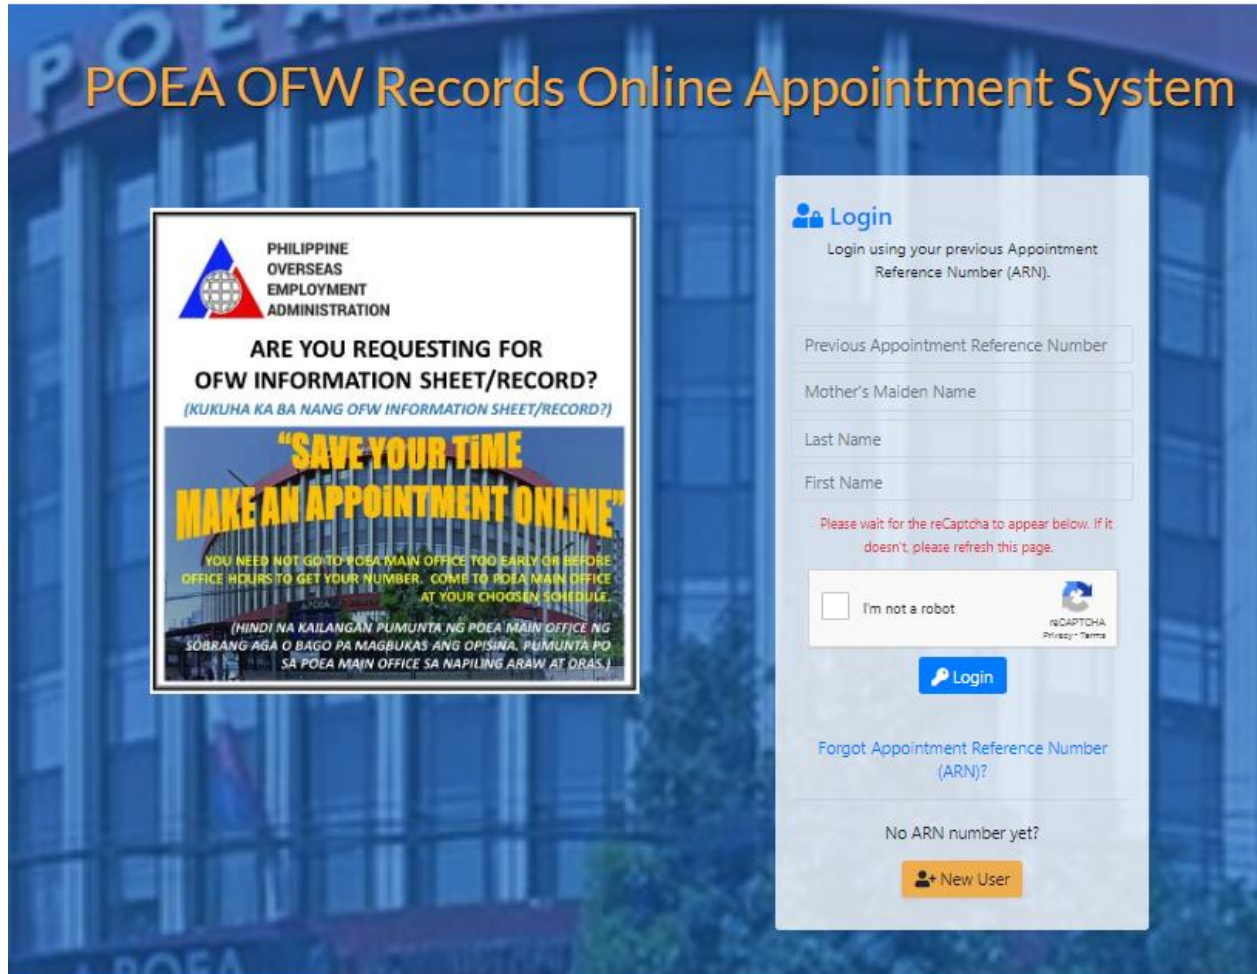 POEA
POEA OFW Records Online Appointment System
PHILIPPINE
OVERSEAS
EMPLOYMENT
ADMINISTRATION
ARE YOU REQUESTING FOR
OFW INFORMATION SHEET/RECORD?
(KUKUHA KA BA NANG OFW INFORMATION SHEET/RECORD?)
"SAVE YOUR TiME
MAKE AN APPOiNTMENT ONLiNE"
YOU NEED NOT GO TO POEA MAIN OFFICE TOO EARLY OR BEFORE
OFFICE HOURS TO GET YOUR NUMBER. COME TO POEA MAIN OFFICE
AT YOUR CHOOSEN SCHEDULE.
(HINDI NA KAILANGAN PUMUNTA NG POEA MAIN OFFICE NG
SOBRANG AGA O BAGO PA MAGBUKAS ANG OPISINA. PUMUNTA PO
SA POEA MAIN OFFICE SA NAPILING ARAW AT ORAS.)
Login
Login using your previous Appointment
Reference Number (ARN).
Previous Appointment Reference Number
Mother's Maiden Name
Last Name
First Name
Please wait for the reCaptcha to appear below. If it
doesn't, please refresh this page.
I'm not a robot
reCAPTCHA
Privacy - Terms
Login
Forgot Appointment Reference Number
(ARN)?
No ARN number yet?
New User
POEA